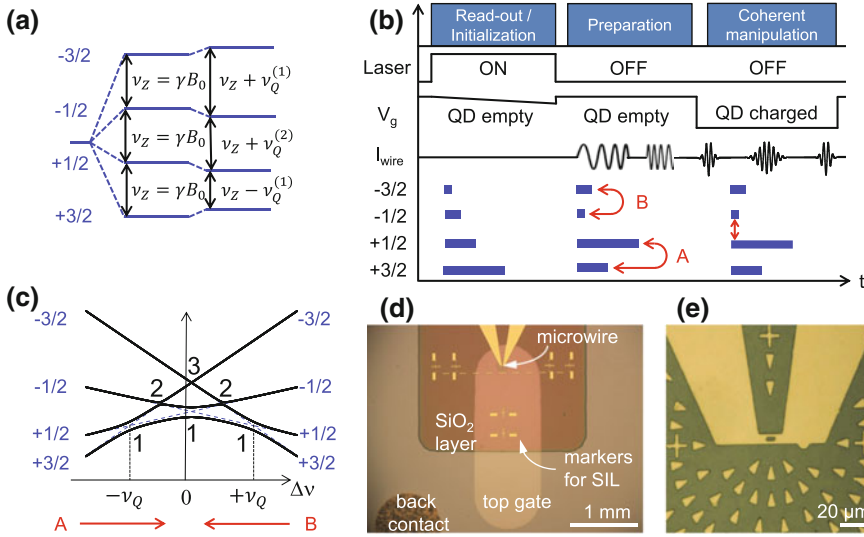 (a)
-3/2
-1/2
+1/2
+3/2
ν_Z = γB_0
ν_Z + ν_Q^(1)
ν_Z = γB_0
ν_Z + ν_Q^(2)
ν_Z = γB_0
ν_Z − ν_Q^(1)
(b)
Read-out /
Initialization
Preparation
Coherent
manipulation
Laser
ON
OFF
OFF
V_g
QD empty
QD empty
QD charged
I_wire
-3/2
-1/2
+1/2
+3/2
B
A
t
(c)
-3/2
-3/2
-1/2
-1/2
+1/2
+1/2
+3/2
+3/2
3
2
2
1
1
1
−ν_Q
0
+ν_Q
Δν
A
B
(d)
microwire
SiO_2
layer
markers
for SIL
back
contact
top gate
1 mm
(e)
20 µm